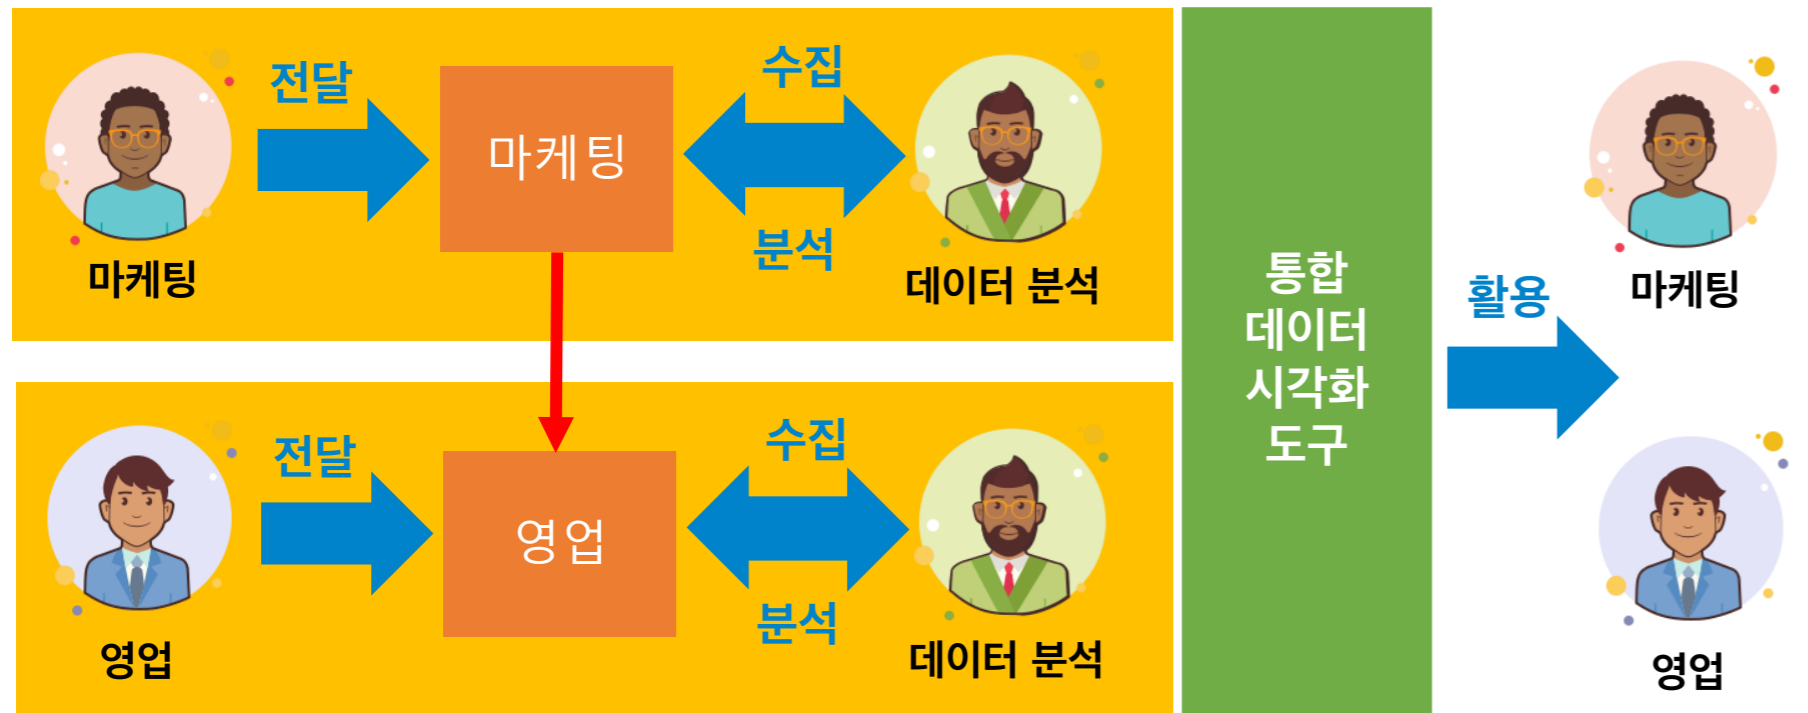 전달
마케팅
수집
분석
마케팅
데이터 분석
전달
영업
수집
분석
영업
데이터 분석
통합
데이터
시각화
도구
활용
마케팅
영업